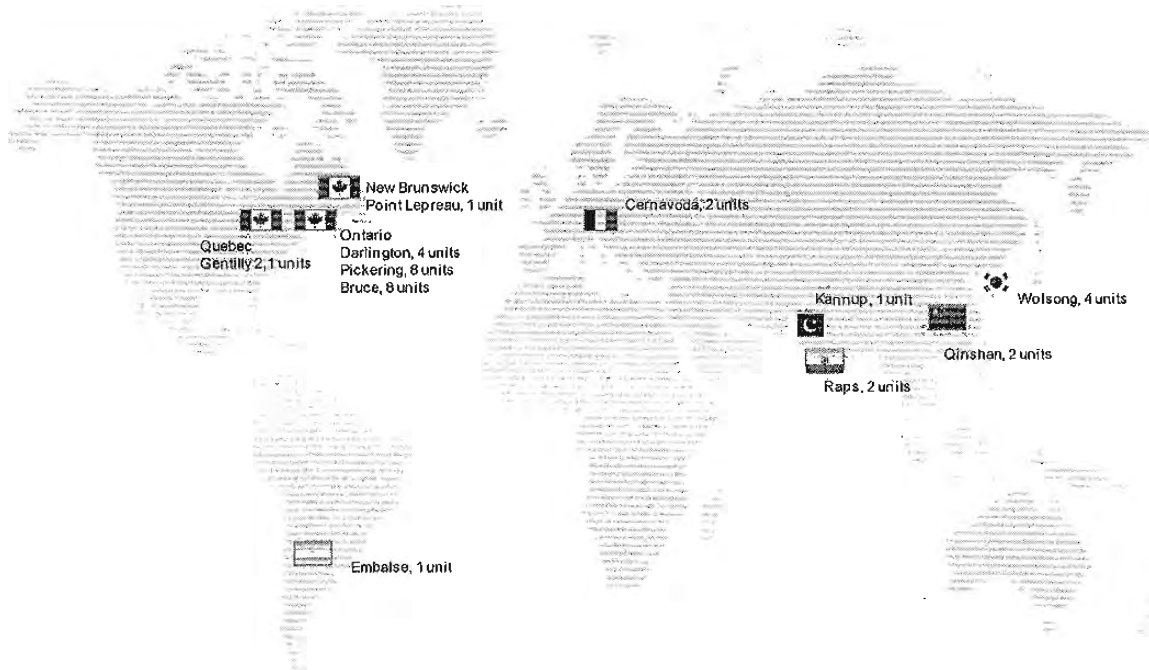 New Brunswick
Point Lepreau, 1 unit
Quebec
Gentilly 2, 1 units
Ontario
Darlington, 4 units
Pickering, 8 units
Bruce, 8 units
Cernavoda, 2 units
Kannup, 1 unit
Wolsong, 4 units
Qinshan, 2 units
Raps, 2 units
Embalse, 1 unit